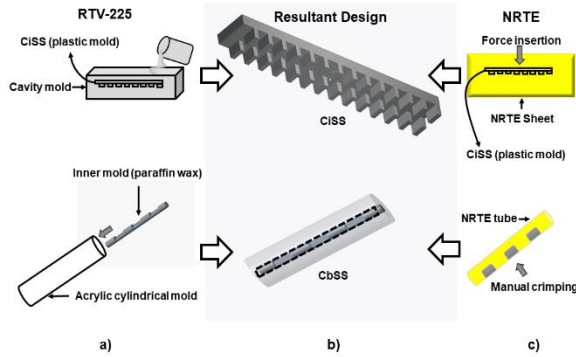 RTV-225
Resultant Design
NRTE
CiSS (plastic mold)
Cavity mold
CiSS
Force insertion
NRTE Sheet
CiSS (plastic mold)
Inner mold (paraffin wax)
Acrylic cylindrical mold
CbSS
NRTE tube
Manual crimping
a)
b)
c)